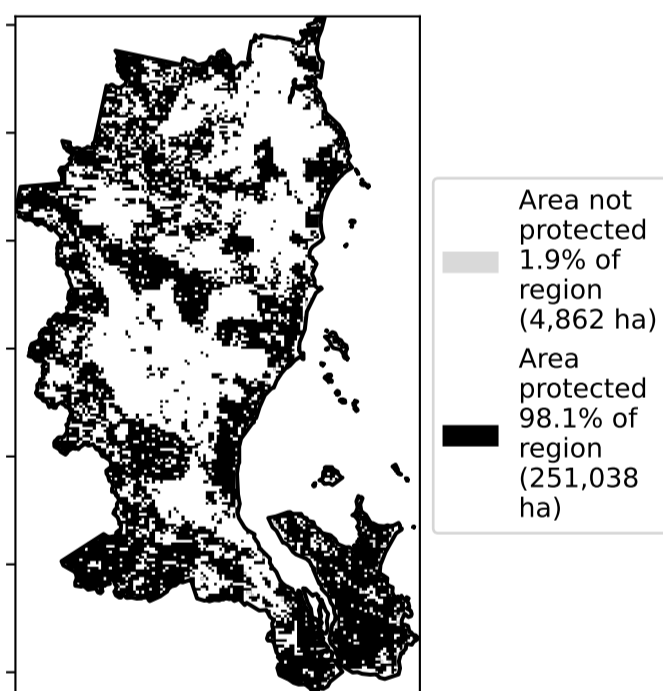 Area not
protected
1.9% of
region
(4,862 ha)
Area
protected
98.1% of
region
(251,038
ha)